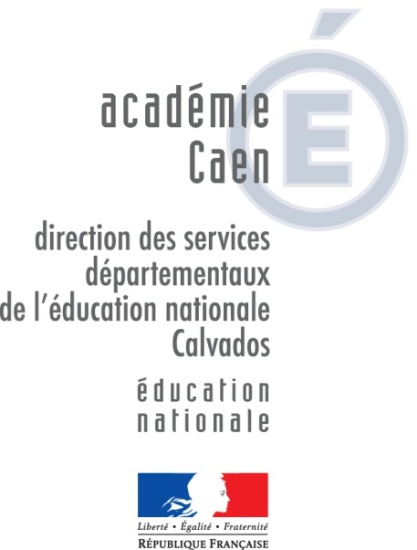 académie
Caen
É
direction des services
départementaux
de l'éducation nationale
Calvados
éducation
nationale
Liberté • Égalité • Fraternité
RÉPUBLIQUE FRANÇAISE